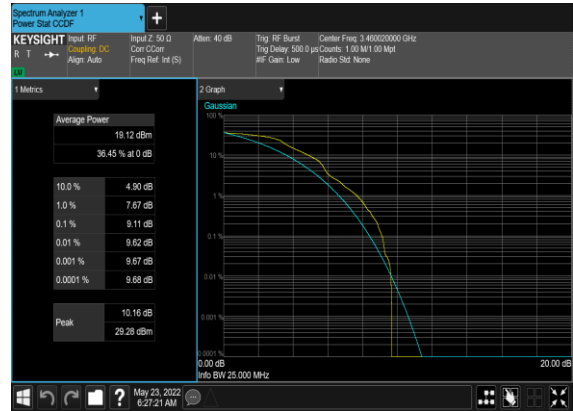 Spectrum Analyzer 1
Power Stat CCDF
KEYSIGHT
R T
LW
Input: RF
Coupling: DC
Align: Auto
Input Z: 50 Ω
Corr CCorr
Freq Ref: Int (S)
Atten: 40 dB
Trig: RF Burst
Trig Delay: 500.0 µs
#IF Gain: Low
Center Freq: 3.460020000 GHz
Counts: 1.00 M/1.00 Mpt
Radio Std: None
1 Metrics
Average Power
19.12 dBm
36.45 % at 0 dB
10.0 % 4.90 dB
1.0 % 7.67 dB
0.1 % 9.11 dB
0.01 % 9.62 dB
0.001 % 9.67 dB
0.0001 % 9.68 dB
Peak
10.16 dB
29.28 dBm
2 Graph
Gaussian
100 %
10 %
1 %
0.1 %
0.01 %
0.001 %
0.0001 %
0.00 dB
20.00 dB
Info BW 25.000 MHz
?
May 23, 2022
6:27:21 AM